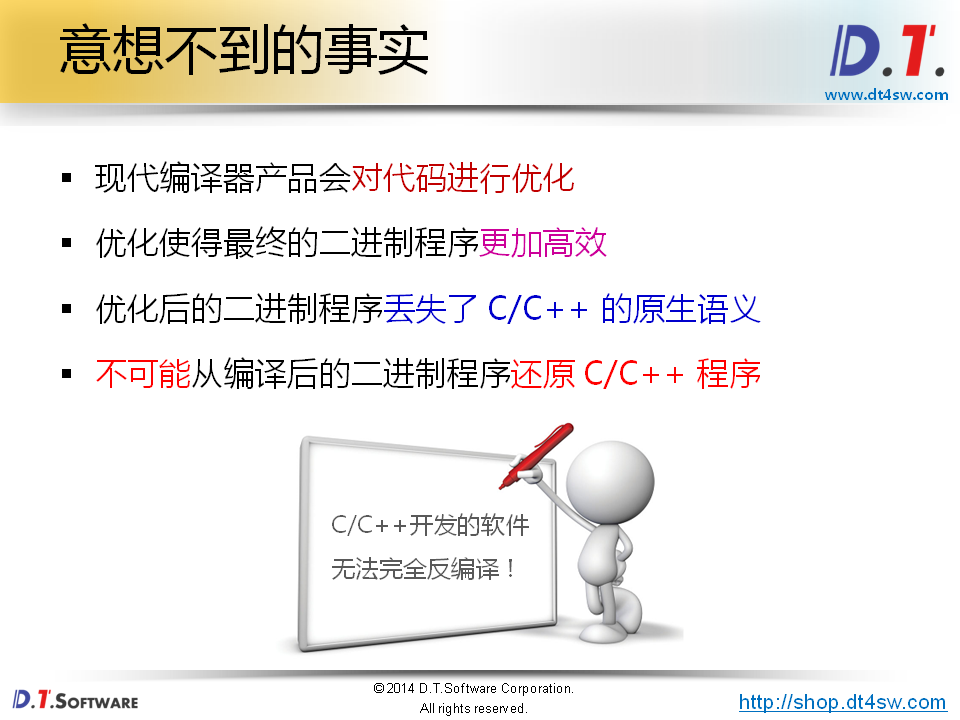 意想不到的事实
D.T.
www.dt4sw.com
▪ 现代编译器产品会对代码进行优化
▪ 优化使得最终的二进制程序更加高效
▪ 优化后的二进制程序丢失了 C/C++ 的原生语义
▪ 不可能从编译后的二进制程序还原 C/C++ 程序
C/C++开发的软件
无法完全反编译！
D.T.SOFTWARE
©2014 D.T.Software Corporation.
All rights reserved.
http://shop.dt4sw.com